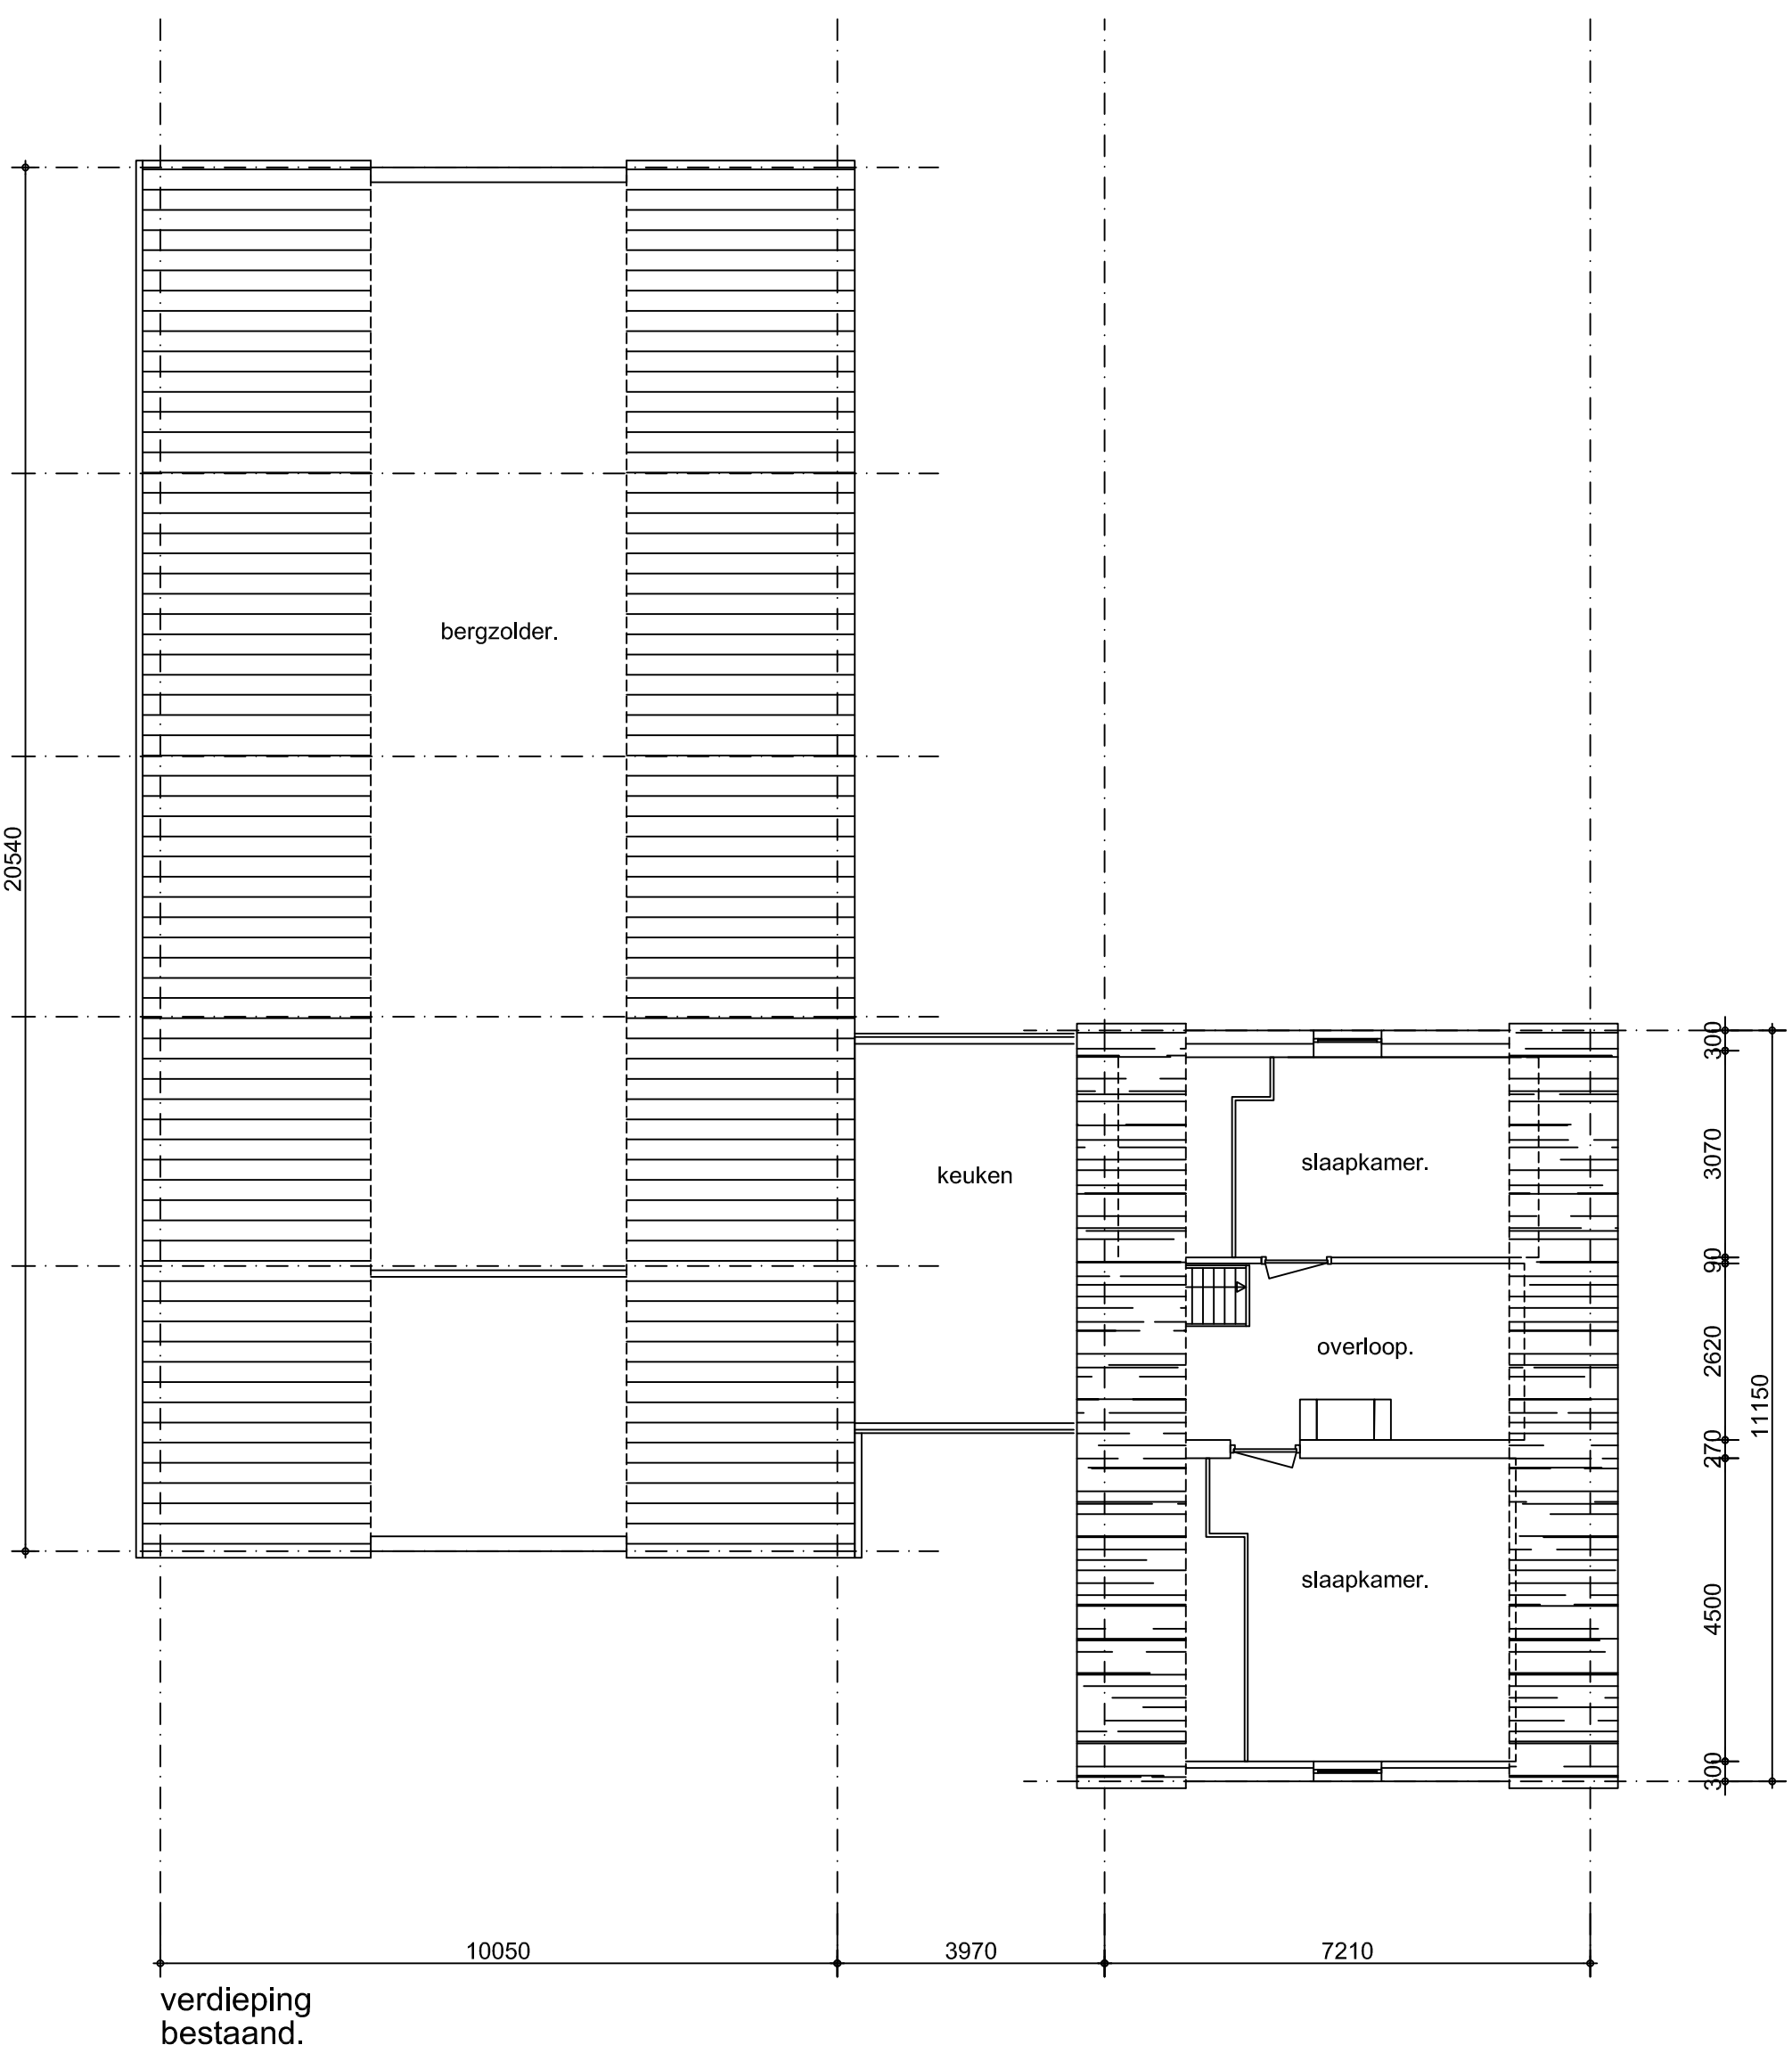 bergzolder.
20540
keuken
slaapkamer.
overloop.
slaapkamer.
300
3070
90
2620
270
4500
300
11150
10050
3970
7210
verdieping
bestaand.